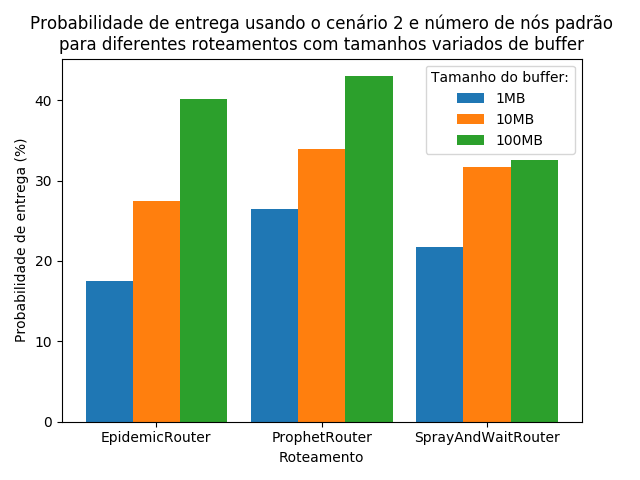 Probabilidade de entrega usando o cenário 2 e número de nós padrão
para diferentes roteamentos com tamanhos variados de buffer
Tamanho do buffer:
1MB
10MB
100MB
Probabilidade de entrega (%)
40
30
20
10
0
EpidemicRouter
ProphetRouter
SprayAndWaitRouter
Roteamento